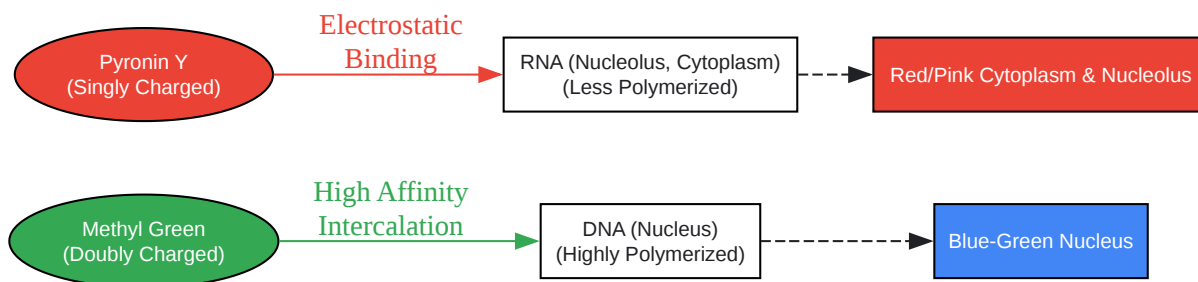 Pyronin Y
(Singly Charged)
Electrostatic
Binding
RNA (Nucleolus, Cytoplasm)
(Less Polymerized)
Red/Pink Cytoplasm & Nucleolus
Methyl Green
(Doubly Charged)
High Affinity
Intercalation
DNA (Nucleus)
(Highly Polymerized)
Blue-Green Nucleus